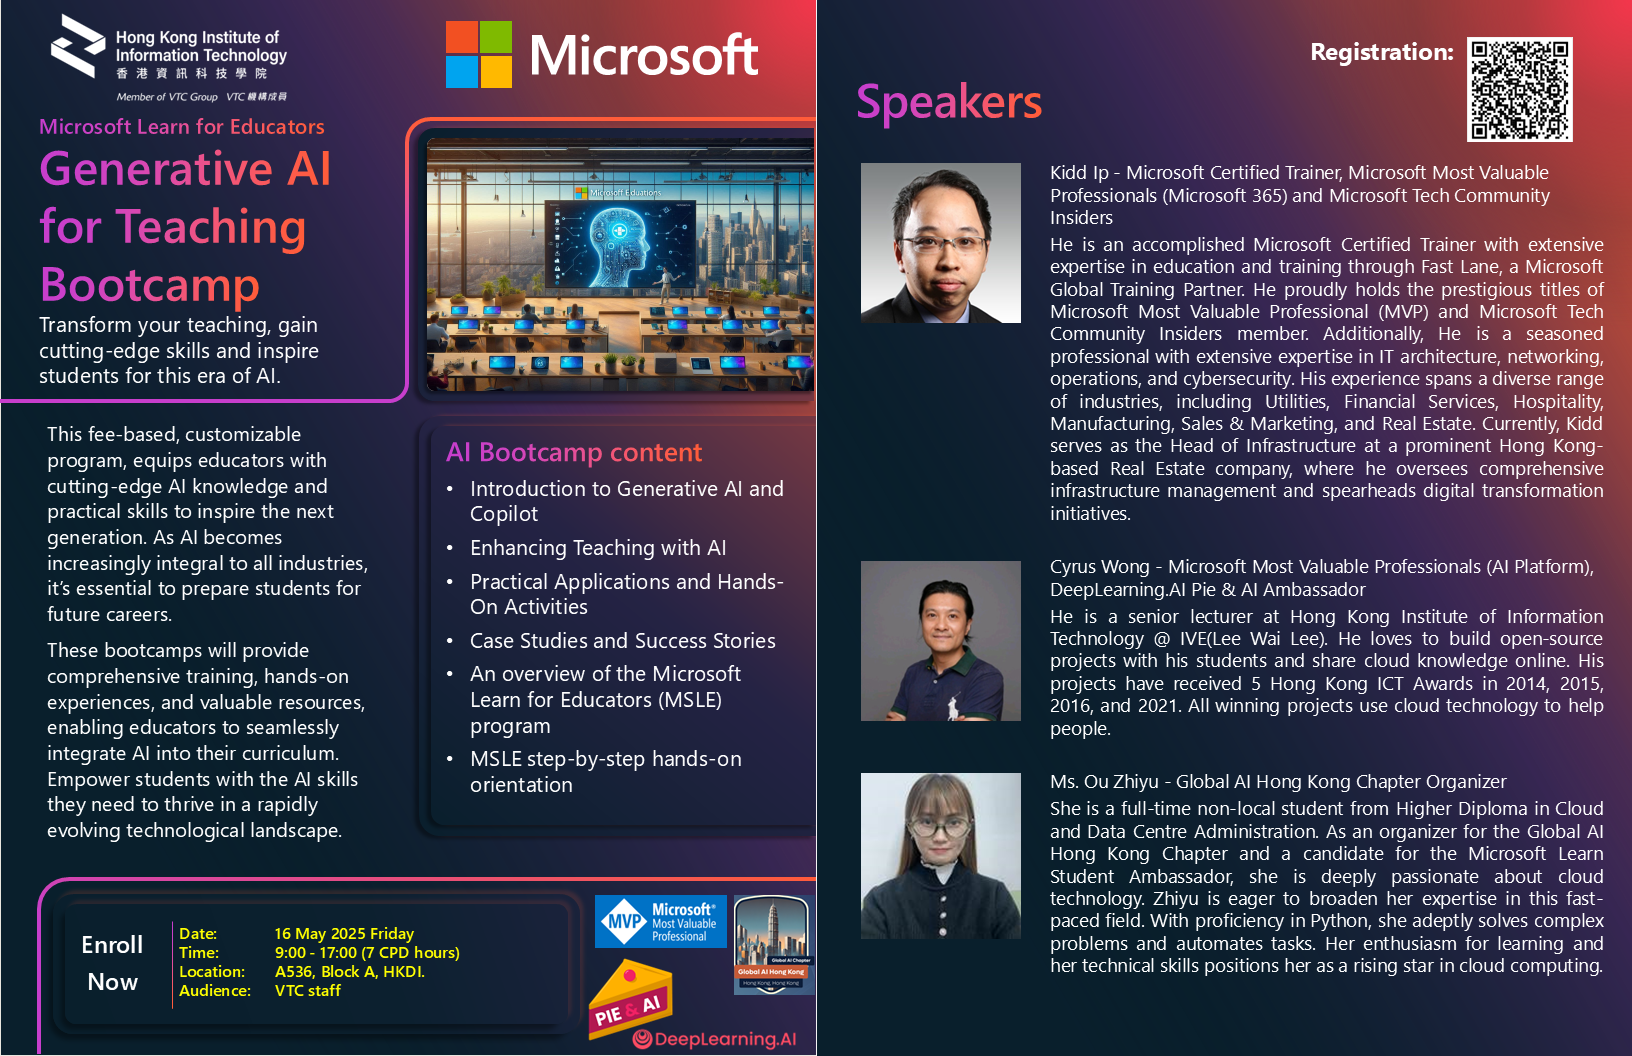 Hong Kong Institute of
Information Technology
香港資訊科技學院
Member of VTC Group VTC 機構成員
Microsoft
Microsoft Learn for Educators
Generative AI
for Teaching
Bootcamp
Transform your teaching, gain
cutting-edge skills and inspire
students for this era of AI.
Microsoft Eduations
This fee-based, customizable
program, equips educators with
cutting-edge AI knowledge and
practical skills to inspire the next
generation. As AI becomes
increasingly integral to all industries,
it's essential to prepare students for
future careers.
These bootcamps will provide
comprehensive training, hands-on
experiences, and valuable resources,
enabling educators to seamlessly
integrate AI into their curriculum.
Empower students with the AI skills
they need to thrive in a rapidly
evolving technological landscape.
AI Bootcamp content
• Introduction to Generative AI and
Copilot
• Enhancing Teaching with AI
• Practical Applications and Hands-
On Activities
• Case Studies and Success Stories
• An overview of the Microsoft
Learn for Educators (MSLE)
program
• MSLE step-by-step hands-on
orientation
Enroll
Now
Date: 16 May 2025 Friday
Time: 9:00 - 17:00 (7 CPD hours)
Location: A536, Block A, HKDI.
Audience: VTC staff
MVP
Microsoft®
Most Valuable
Professional
Global AI Chapter
Global AI Hong Kong
Hong Kong, Hong Kong
PIE & AI
DeepLearning.AI
Registration:
Speakers
Kidd Ip - Microsoft Certified Trainer, Microsoft Most Valuable
Professionals (Microsoft 365) and Microsoft Tech Community
Insiders
He is an accomplished Microsoft Certified Trainer with extensive
expertise in education and training through Fast Lane, a Microsoft
Global Training Partner. He proudly holds the prestigious titles of
Microsoft Most Valuable Professional (MVP) and Microsoft Tech
Community Insiders member. Additionally, He is a seasoned
professional with extensive expertise in IT architecture, networking,
operations, and cybersecurity. His experience spans a diverse range
of industries, including Utilities, Financial Services, Hospitality,
Manufacturing, Sales & Marketing, and Real Estate. Currently, Kidd
serves as the Head of Infrastructure at a prominent Hong Kong-
based Real Estate company, where he oversees comprehensive
infrastructure management and spearheads digital transformation
initiatives.
Cyrus Wong - Microsoft Most Valuable Professionals (AI Platform),
DeepLearning.AI Pie & AI Ambassador
He is a senior lecturer at Hong Kong Institute of Information
Technology @ IVE(Lee Wai Lee). He loves to build open-source
projects with his students and share cloud knowledge online. His
projects have received 5 Hong Kong ICT Awards in 2014, 2015,
2016, and 2021. All winning projects use cloud technology to help
people.
Ms. Ou Zhiyu - Global AI Hong Kong Chapter Organizer
She is a full-time non-local student from Higher Diploma in Cloud
and Data Centre Administration. As an organizer for the Global AI
Hong Kong Chapter and a candidate for the Microsoft Learn
Student Ambassador, she is deeply passionate about cloud
technology. Zhiyu is eager to broaden her expertise in this fast-
paced field. With proficiency in Python, she adeptly solves complex
problems and automates tasks. Her enthusiasm for learning and
her technical skills positions her as a rising star in cloud computing.